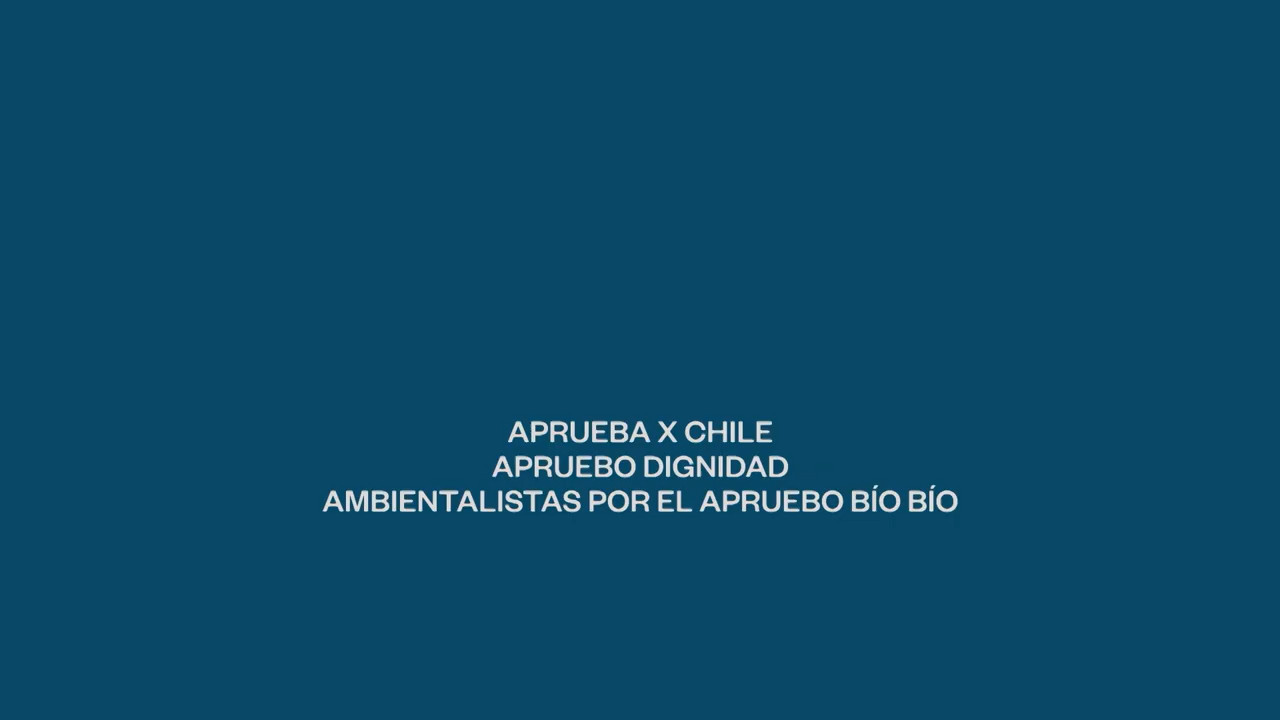 APRUEBA X CHILE
APRUEBO DIGNIDAD
AMBIENTALISTAS POR EL APRUEBO BÍO BÍO